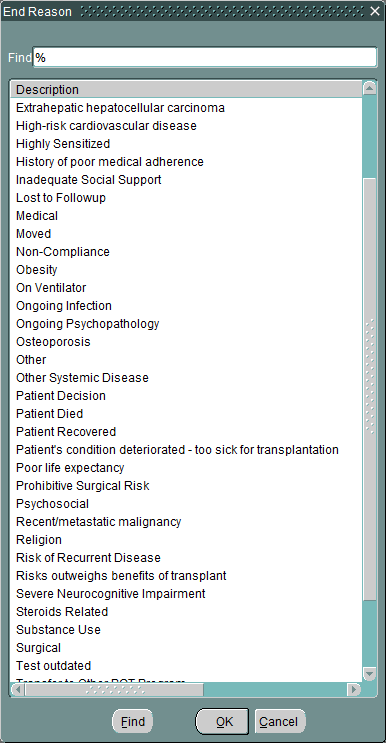 End Reason
Find %
Description
Extrahepatic hepatocellular carcinoma
High-risk cardiovascular disease
Highly Sensitized
History of poor medical adherence
Inadequate Social Support
Lost to Followup
Medical
Moved
Non-Compliance
Obesity
On Ventilator
Ongoing Infection
Ongoing Psychopathology
Osteoporosis
Other
Other Systemic Disease
Patient Decision
Patient Died
Patient Recovered
Patient's condition deteriorated - too sick for transplantation
Poor life expectancy
Prohibitive Surgical Risk
Psychosocial
Recent/metastatic malignancy
Religion
Risk of Recurrent Disease
Risks outweighs benefits of transplant
Severe Neurocognitive Impairment
Steroids Related
Substance Use
Surgical
Test outdated
Transfer to Other
Program
Find OK Cancel